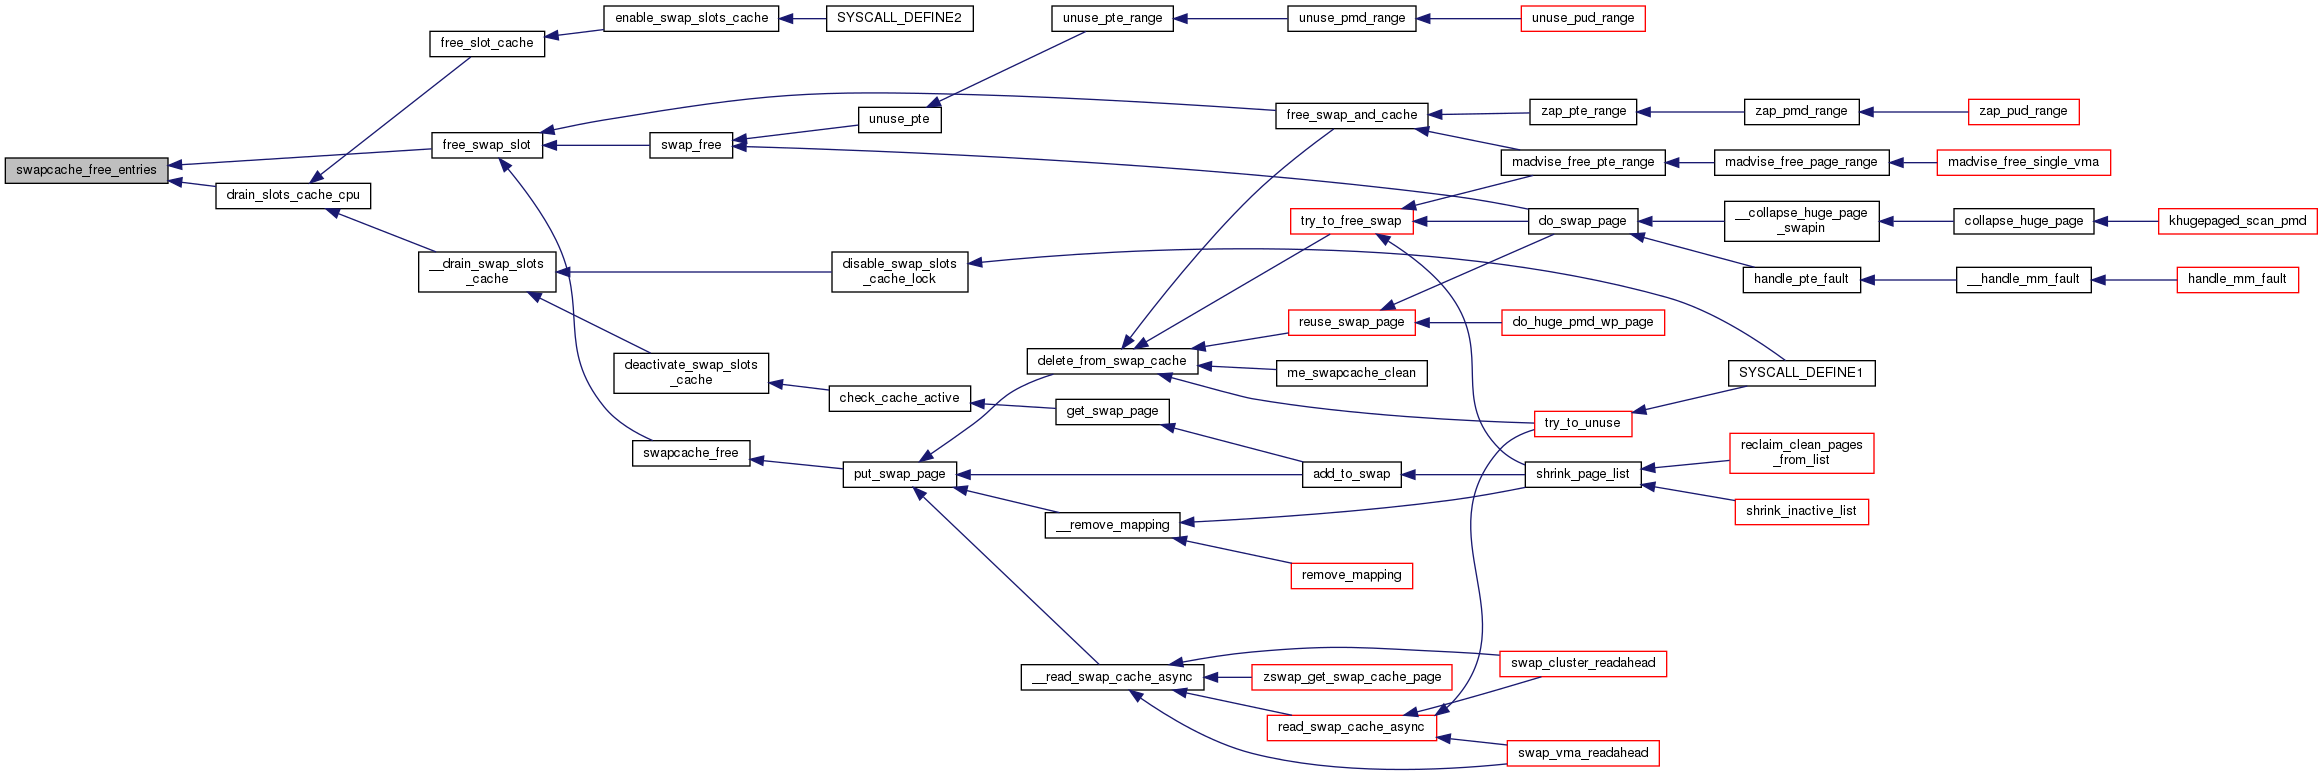 enable_swap_slots_cache
SYSCALL_DEFINE2
unuse_pte_range
unuse_pmd_range
unuse_pud_range
free_slot_cache
free_swap_and_cache
zap_pte_range
zap_pmd_range
zap_pud_range
unuse_pte
free_swap_slot
swap_free
swapcache_free_entries
madvise_free_pte_range
madvise_free_page_range
madvise_free_single_vma
drain_slots_cache_cpu
try_to_free_swap
do_swap_page
__collapse_huge_page
_swapin
collapse_huge_page
khugepaged_scan_pmd
__drain_swap_slots
_cache
disable_swap_slots
_cache_lock
handle_pte_fault
__handle_mm_fault
handle_mm_fault
reuse_swap_page
do_huge_pmd_wp_page
delete_from_swap_cache
deactivate_swap_slots
_cache
me_swapcache_clean
SYSCALL_DEFINE1
check_cache_active
get_swap_page
try_to_unuse
swapcache_free
reclaim_clean_pages
_from_list
put_swap_page
add_to_swap
shrink_page_list
__remove_mapping
shrink_inactive_list
remove_mapping
swap_cluster_readahead
__read_swap_cache_async
zswap_get_swap_cache_page
read_swap_cache_async
swap_vma_readahead